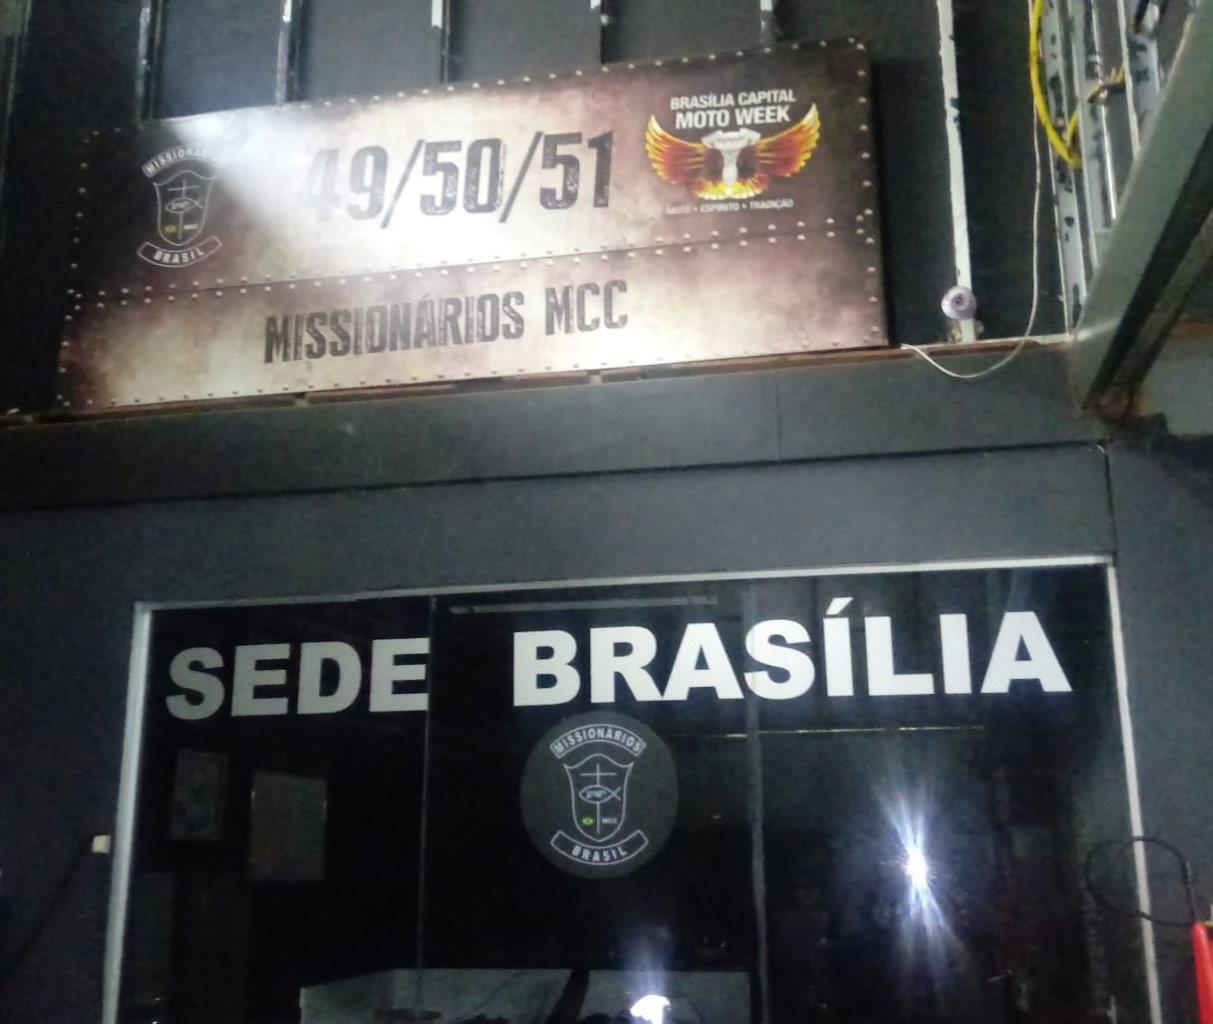 MISSIONÁRIOS
BRASIL
49/50/51
BRASÍLIA CAPITAL
MOTO WEEK
MOTO • ESPÍRITO • TRADIÇÃO
MISSIONÁRIOS MCC
SEDE BRASÍLIA
MISSIONÁRIOS
MCC
BRASIL